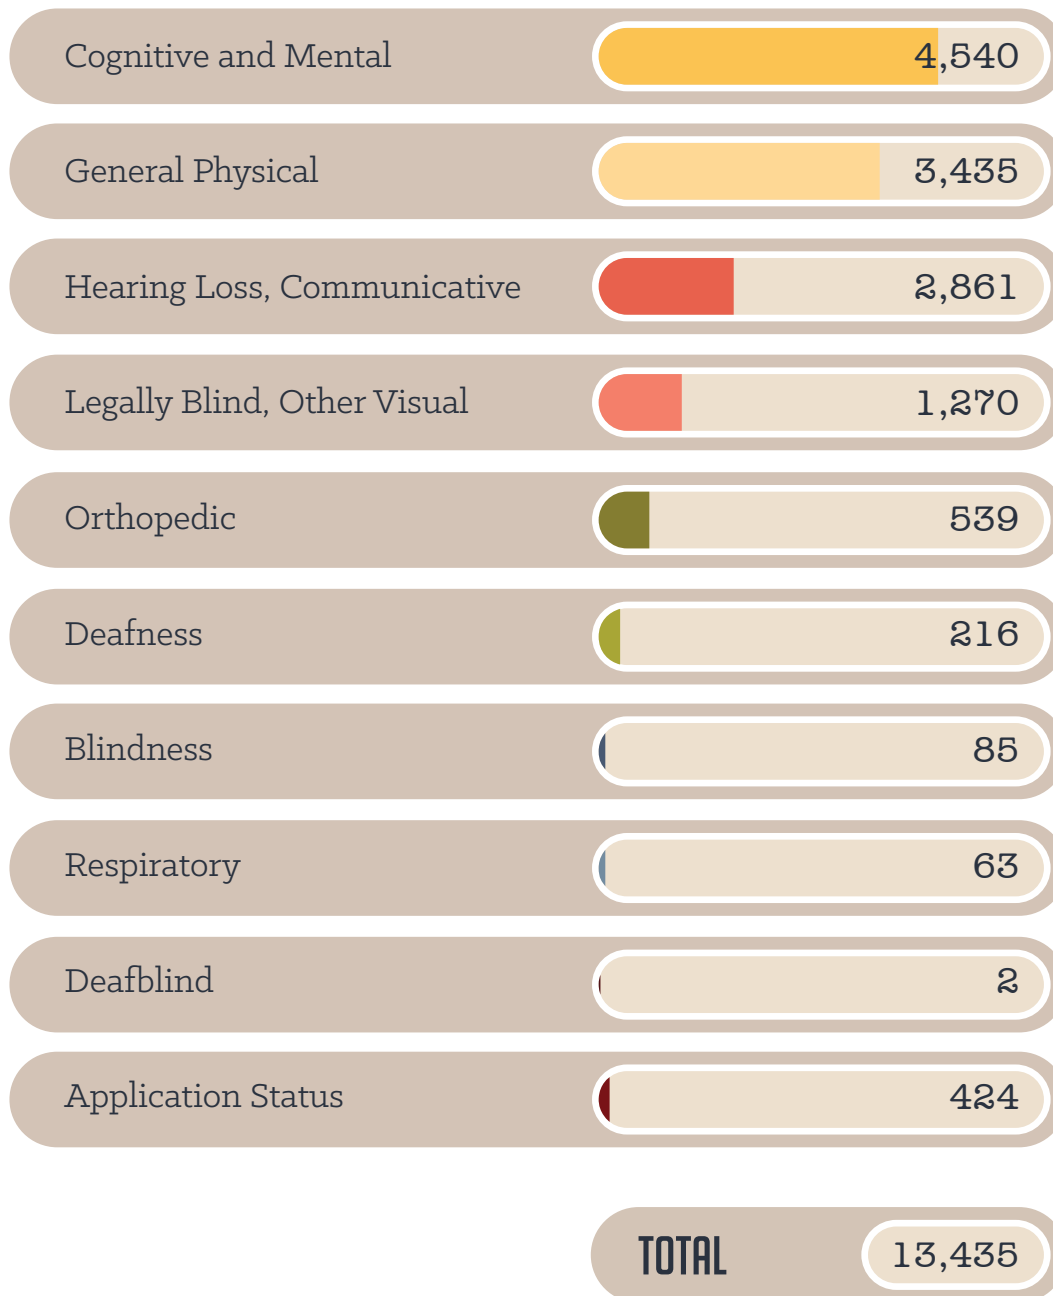 Cognitive and Mental 4,540
General Physical 3,435
Hearing Loss, Communicative 2,861
Legally Blind, Other Visual 1,270
Orthopedic 539
Deafness 216
Blindness 85
Respiratory 63
Deafblind 2
Application Status 424
TOTAL 13,435